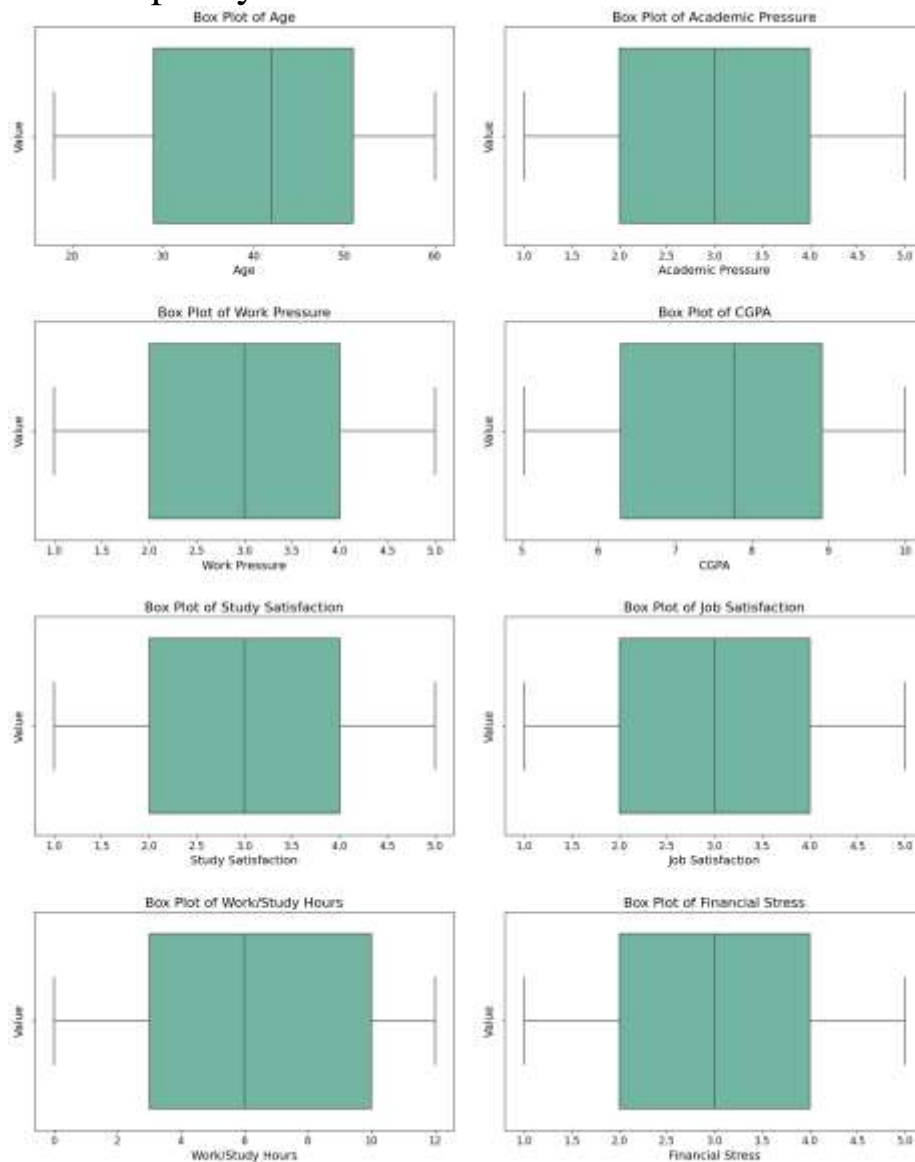 Box Plot of Age
Value
20 30 40 50 60
Age
Box Plot of Academic Pressure
Value
1.0 1.5 2.0 2.5 3.0 3.5 4.0 4.5 5.0
Academic Pressure
Box Plot of Work Pressure
Value
1.0 1.5 2.0 2.5 3.0 3.5 4.0 4.5 5.0
Work Pressure
Box Plot of CGPA
Value
5 6 7 8 9 10
CGPA
Box Plot of Study Satisfaction
Value
1.0 1.5 2.0 2.5 3.0 3.5 4.0 4.5 5.0
Study Satisfaction
Box Plot of Job Satisfaction
Value
1.0 1.5 2.0 2.5 3.0 3.5 4.0 4.5 5.0
Job Satisfaction
Box Plot of Work/Study Hours
Value
0 2 4 6 8 10 12
Work/Study Hours
Box Plot of Financial Stress
Value
1.0 1.5 2.0 2.5 3.0 3.5 4.0 4.5 5.0
Financial Stress